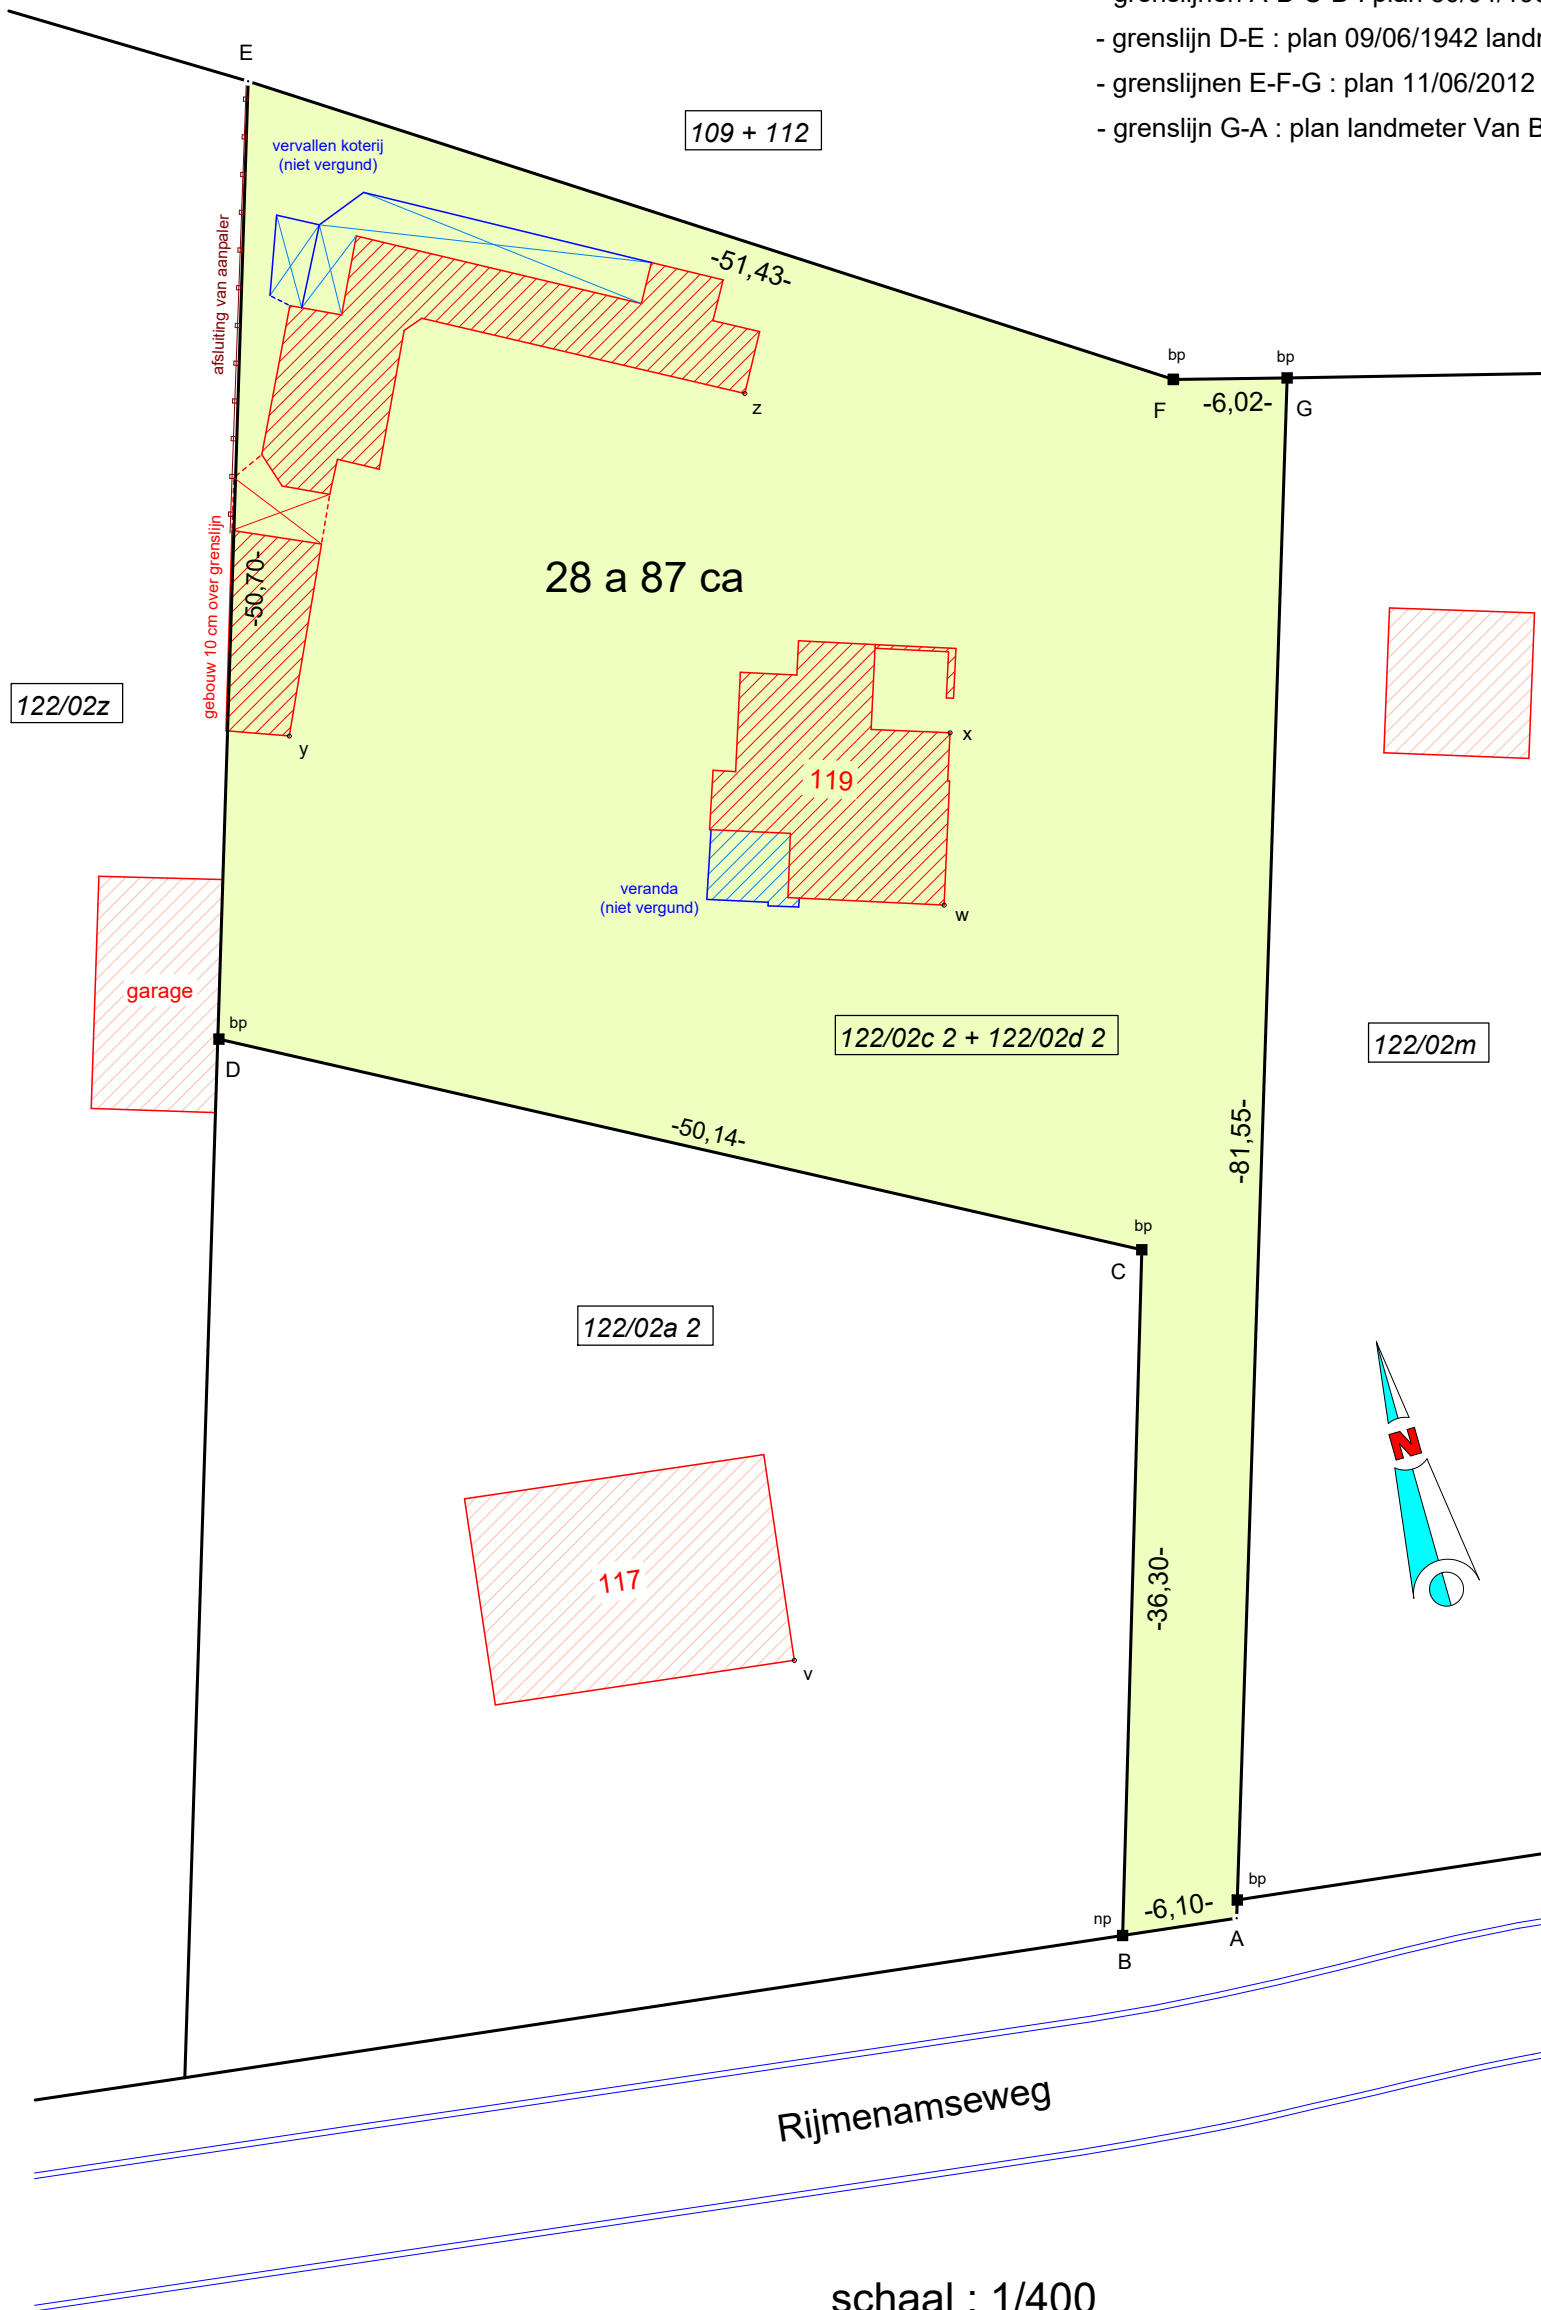 - grenslijn D-E : plan 09/06/1942
- grenslijnen E-F-G : plan 11/06/2012
- grenslijn G-A : plan landmeter Van
E
109 + 112
vervallen koterij
(niet vergund)
afsluiting van aanpaler
-51,43-
bp
bp
F
-6,02-
G
z
gebouw 10 cm over grenslijn
-50,70-
28 a 87 ca
122/02z
y
x
119
veranda
(niet vergund)
w
garage
bp
D
122/02c 2 + 122/02d 2
122/02m
-50,14-
-81,55-
bp
C
122/02a 2
N
117
-36,30-
v
bp
-6,10-
np
A
B
Rijmenamseweg
schaal : 1/400